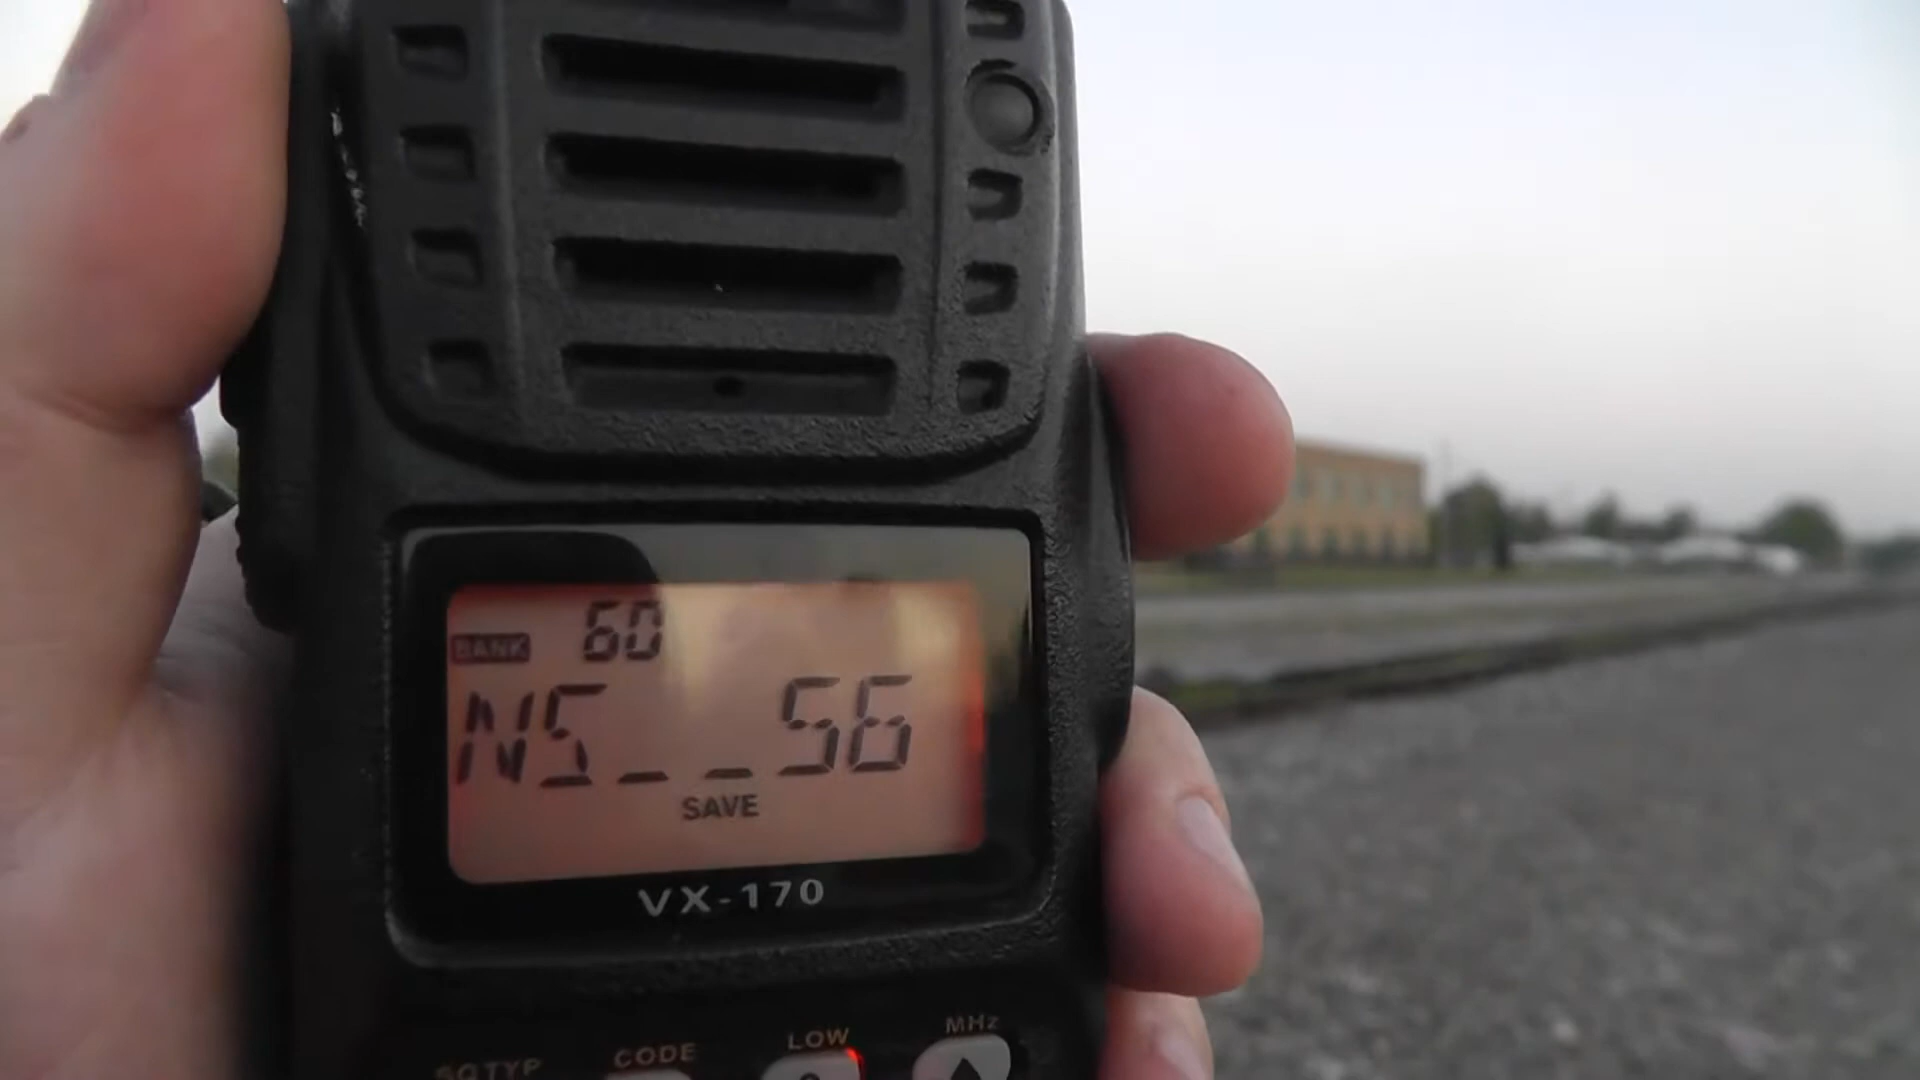 BANK 60
NS__56
SAVE
VX-170
SQTYP CODE LOW MHz